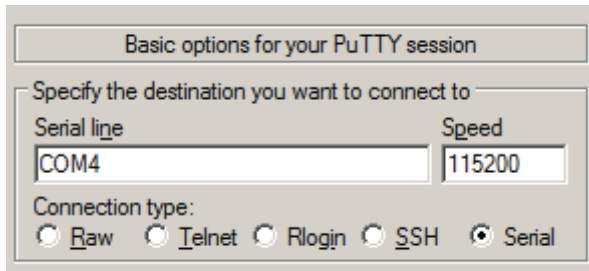 Basic options for your PuTTY session
Specify the destination you want to connect to
Serial line Speed
COM4 115200
Connection type:
Raw Telnet Rlogin SSH Serial